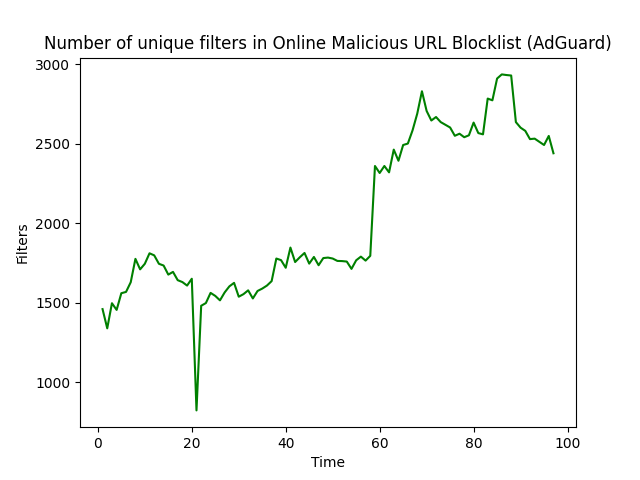 Number of unique filters in Online Malicious URL Blocklist (AdGuard)
3000
2500
2000
1500
1000
Filters
0 20 40 60 80 100
Time